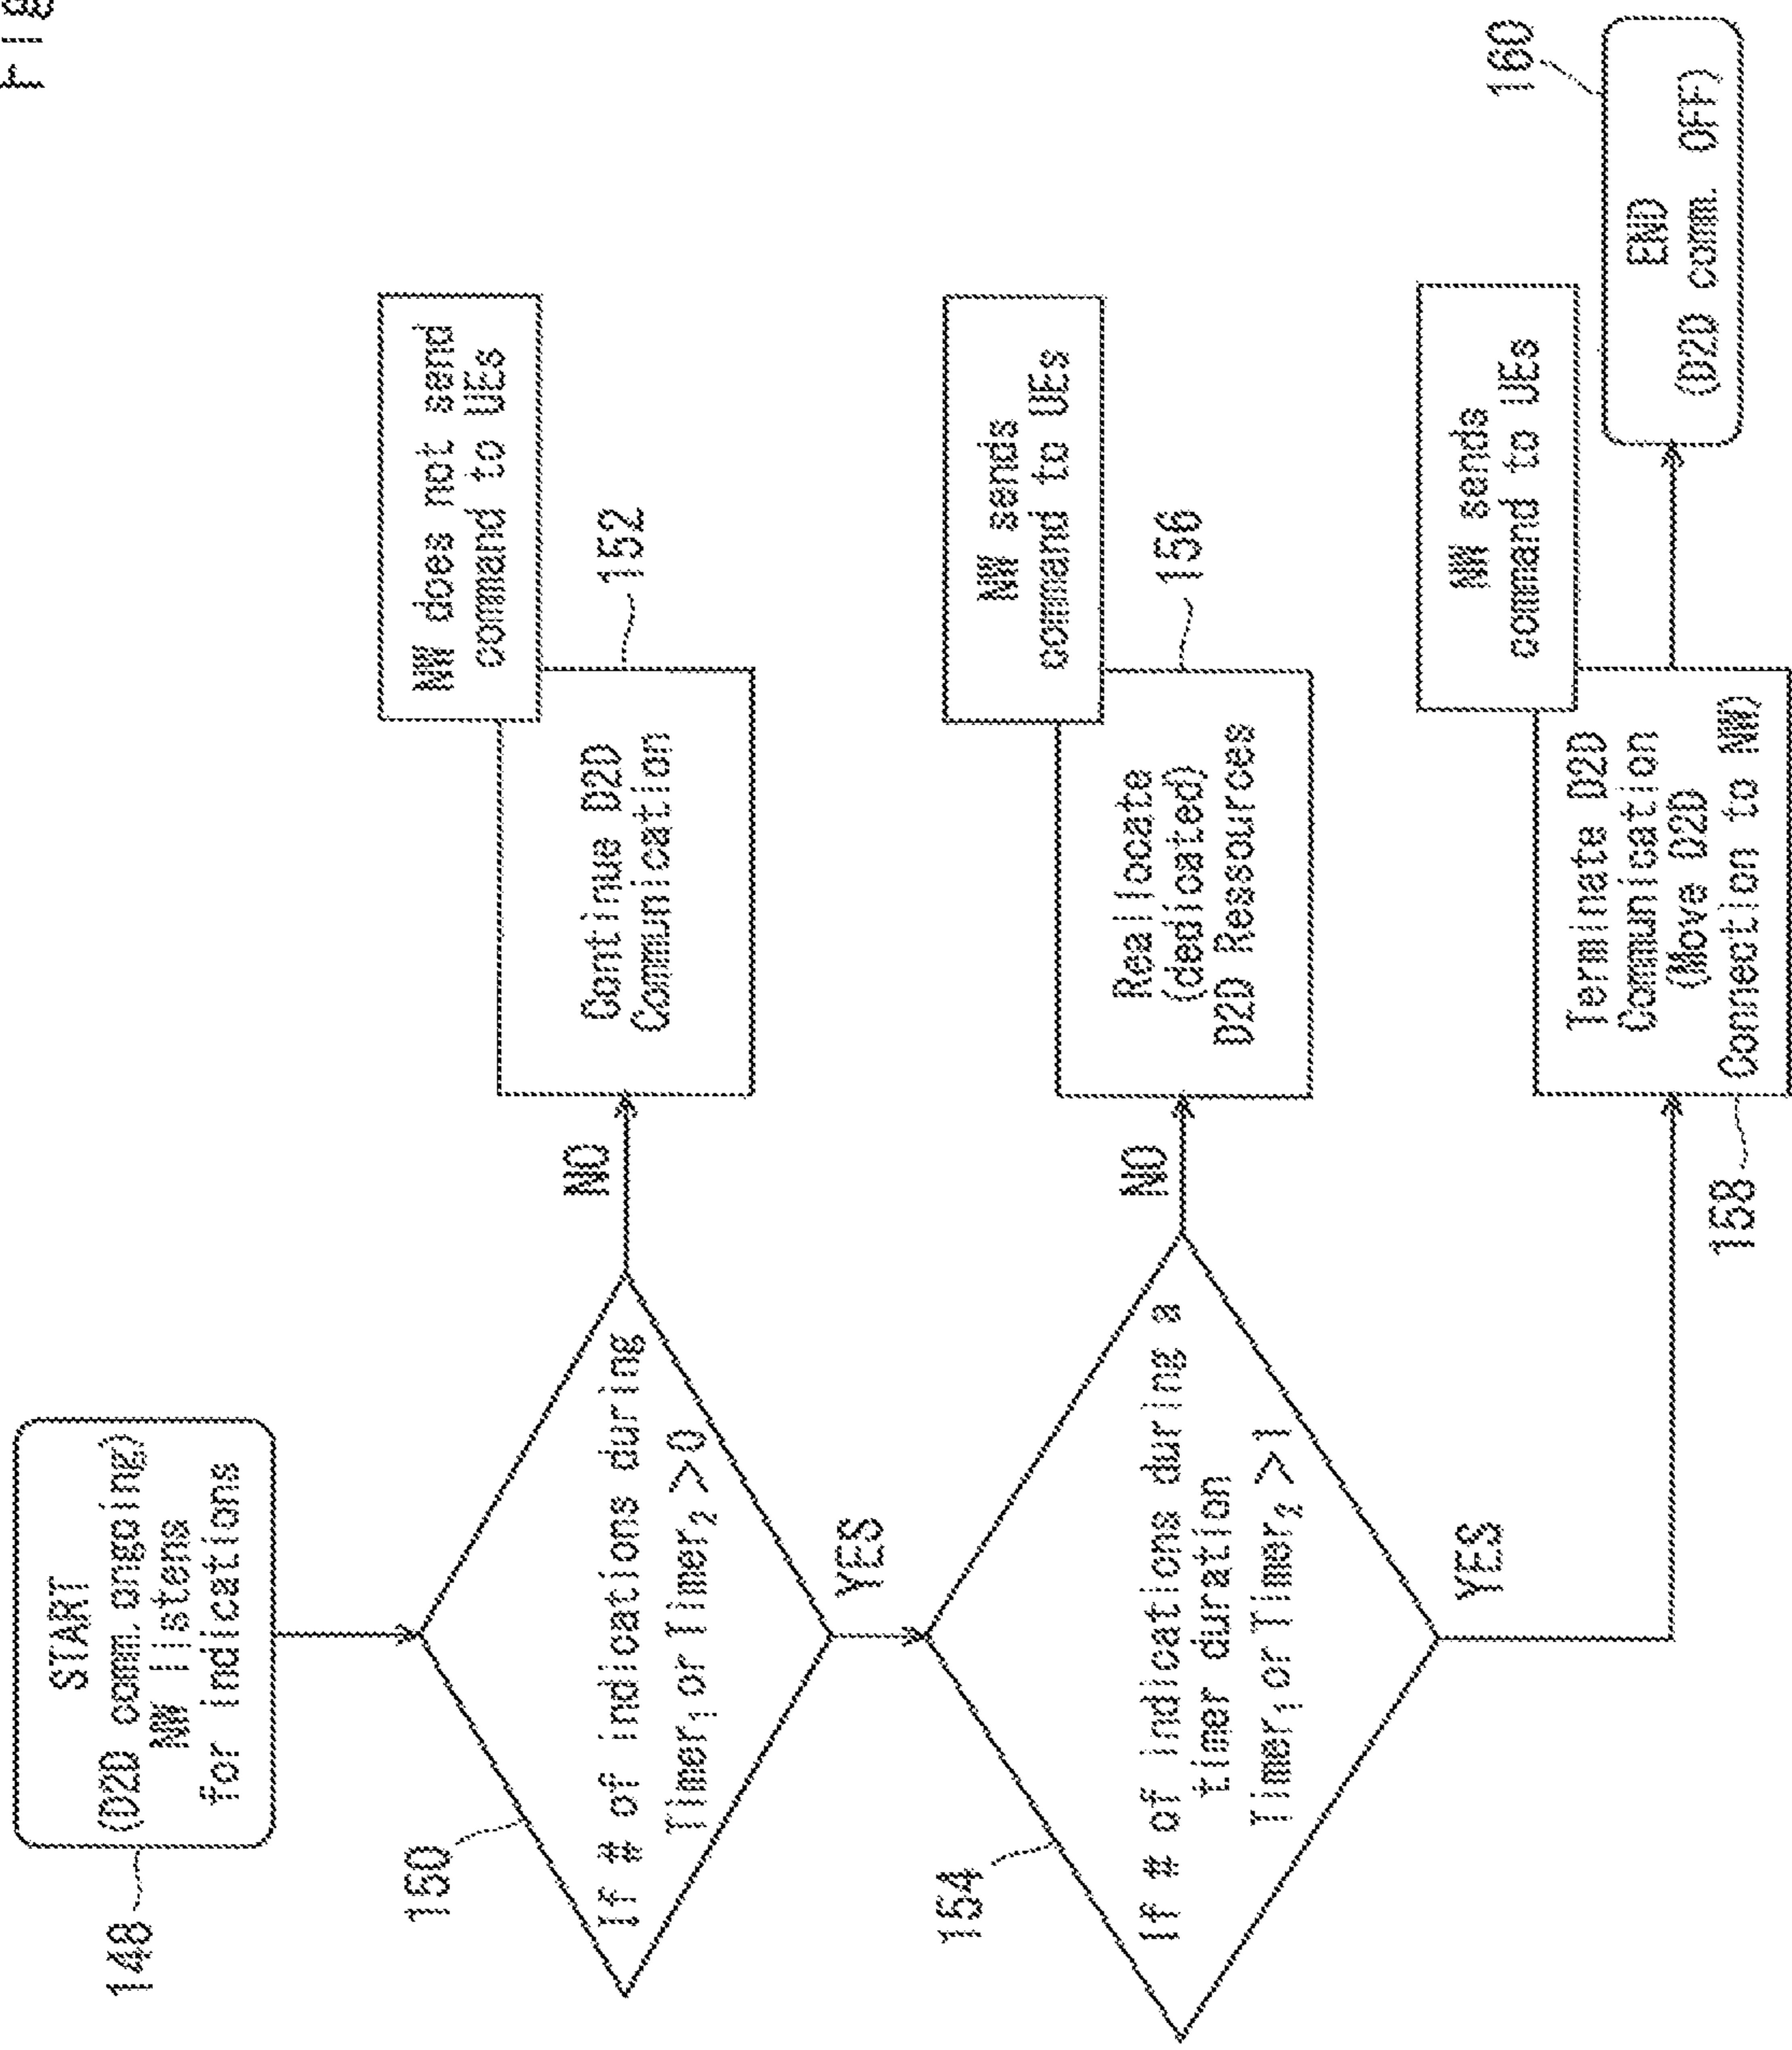 START
(D2D comm. ongoing)
NW listens
for indications
148
If # of indications during
Timer₁ or Timer₂ >0
150
NO
Continue D2D
Communication
152
NW does not send
command to UEs
YES
If # of indications during a
timer duration
Timer₁ or Timer₂ >1
154
NO
Reallocate
(dedicated)
D2D Ressources
156
NW sends
command to UEs
YES
Terminate D2D
Communication
(Move D2D
Connection to NW)
158
NW sends
command to UEs
END
(D2D comm. OFF)
160